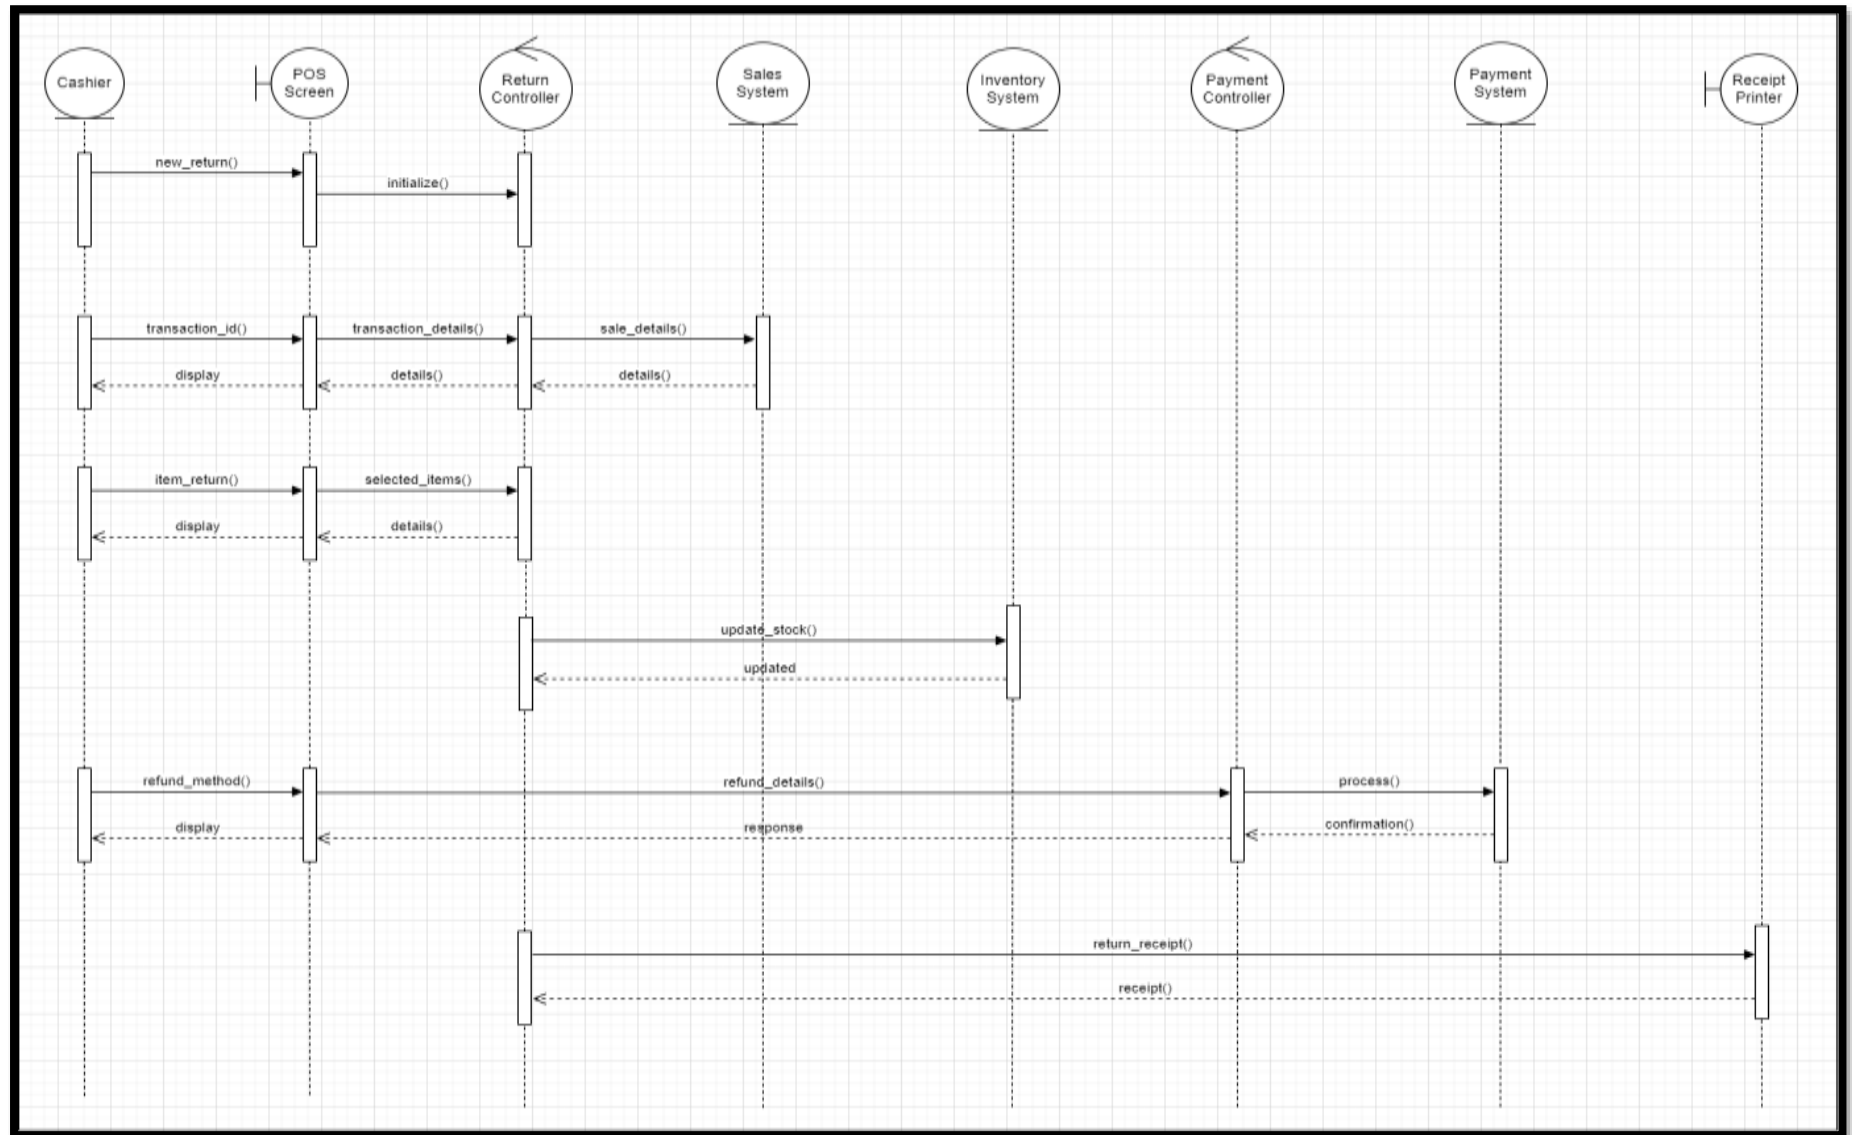 Cashier
POS
Screen
Return
Controller
Sales
System
Inventory
System
Payment
Controller
Payment
System
Receipt
Printer
new_return()
initialize()
transaction_id()
transaction_details()
sale_details()
display
details()
details()
item_return()
selected_items()
display
details()
update_stock()
updated
refund_method()
refund_details()
process()
display
response
confirmation()
return_receipt()
receipt()